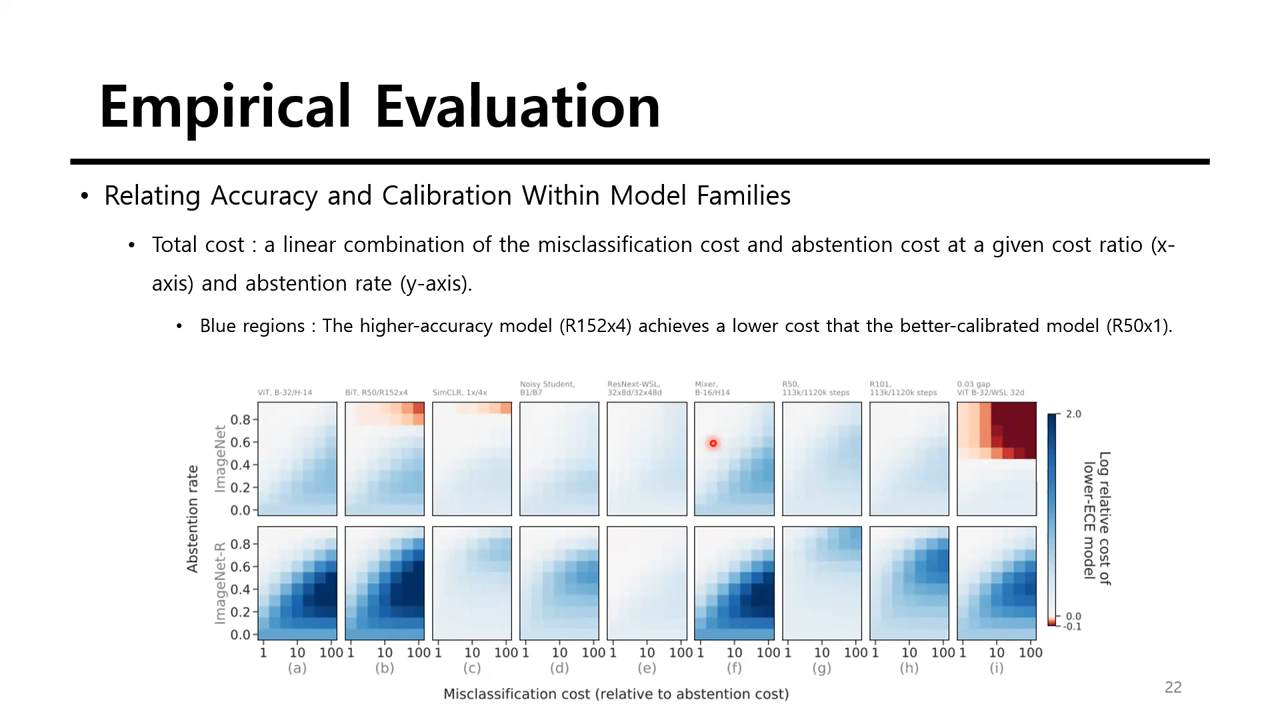 Empirical Evaluation
• Relating Accuracy and Calibration Within Model Families
• Total cost : a linear combination of the misclassification cost and abstention cost at a given cost ratio (x-
axis) and abstention rate (y-axis).
• Blue regions : The higher-accuracy model (R152x4) achieves a lower cost that the better-calibrated model (R50x1).
ViT, B-32/H-14
BiT, R50/R152x4
SimCLR, 1x/4x
Noisy Student,
B1/B7
ResNext-WSL,
32x8d/32x48d
Mixer,
B-16/H14
R50,
113k/1120k steps
R101,
113k/1120k steps
0.03 gap
ViT B-32/WSL 32d
Abstention rate
ImageNet
0.8
0.6
0.4
0.2
0.0
ImageNet-R
0.8
0.6
0.4
0.2
0.0
1 10 100 1 10 100 1 10 100 1 10 100 1 10 100 1 10 100 1 10 100 1 10 100 1 10 100
(a) (b) (c) (d) (e) (f) (g) (h) (i)
Misclassification cost (relative to abstention cost)
2.0
0.0
-0.1
Log relative cost of
lower-ECE model
22